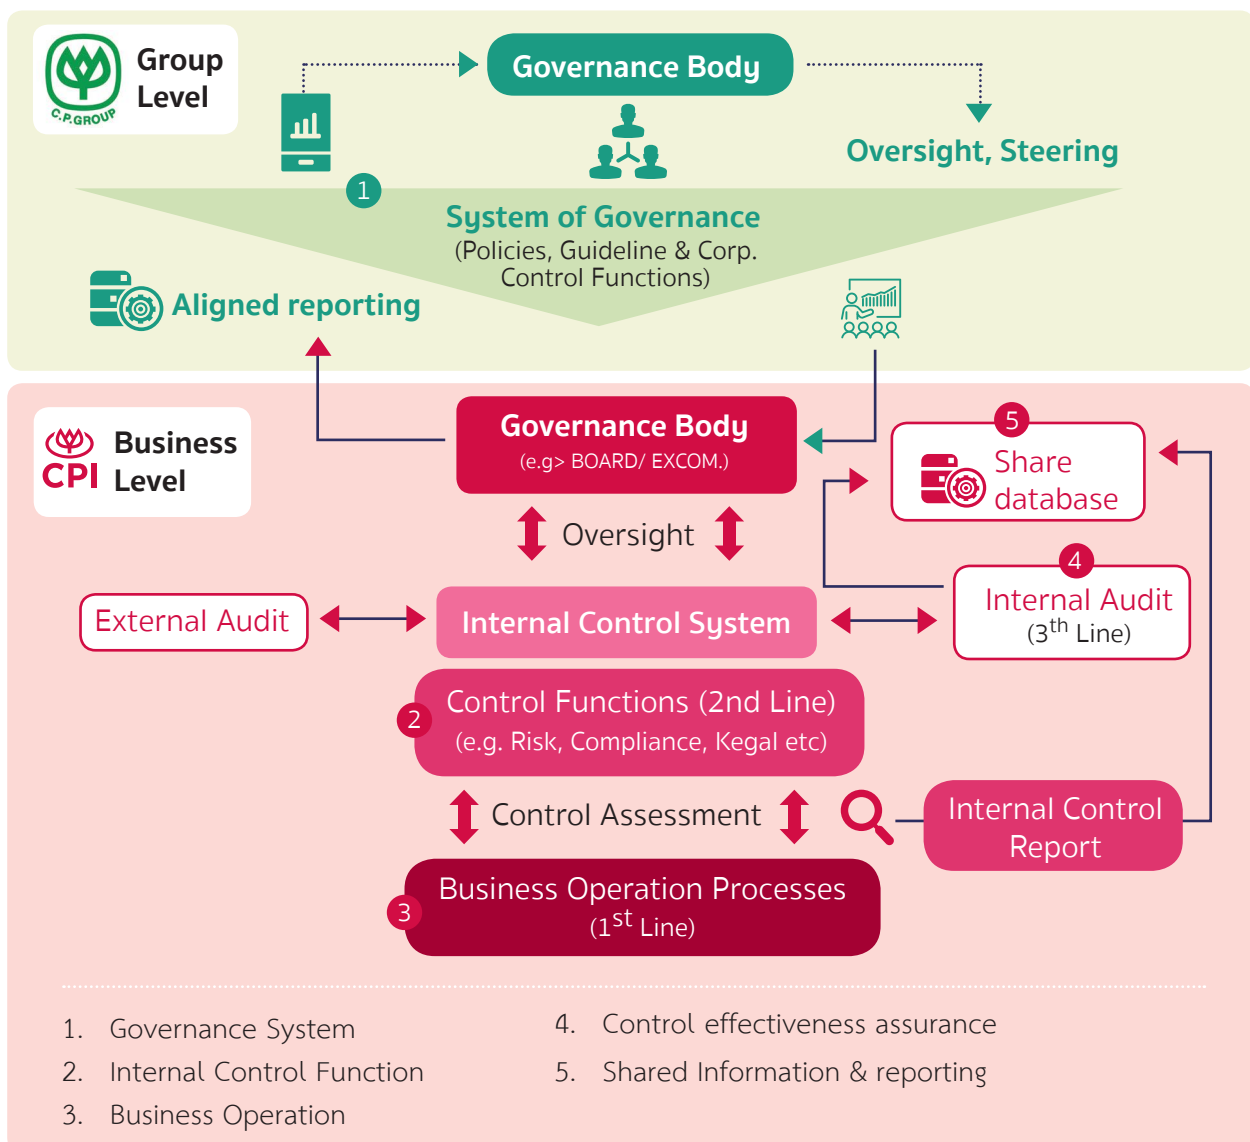 C.P.GROUP
Group
Level
Governance Body
Oversight, Steering
1
System of Governance
(Policies, Guideline & Corp.
Control Functions)
Aligned reporting
CPI
Business
Level
Governance Body
(e.g> BOARD/ EXCOM.)
5
Share
database
Oversight
4
External Audit
Internal Control System
Internal Audit
(3th Line)
2
Control Functions (2nd Line)
(e.g. Risk, Compliance, Kegal etc)
Control Assessment
Internal Control
Report
3
Business Operation Processes
(1st Line)
1. Governance System
2. Internal Control Function
3. Business Operation
4. Control effectiveness assurance
5. Shared Information & reporting